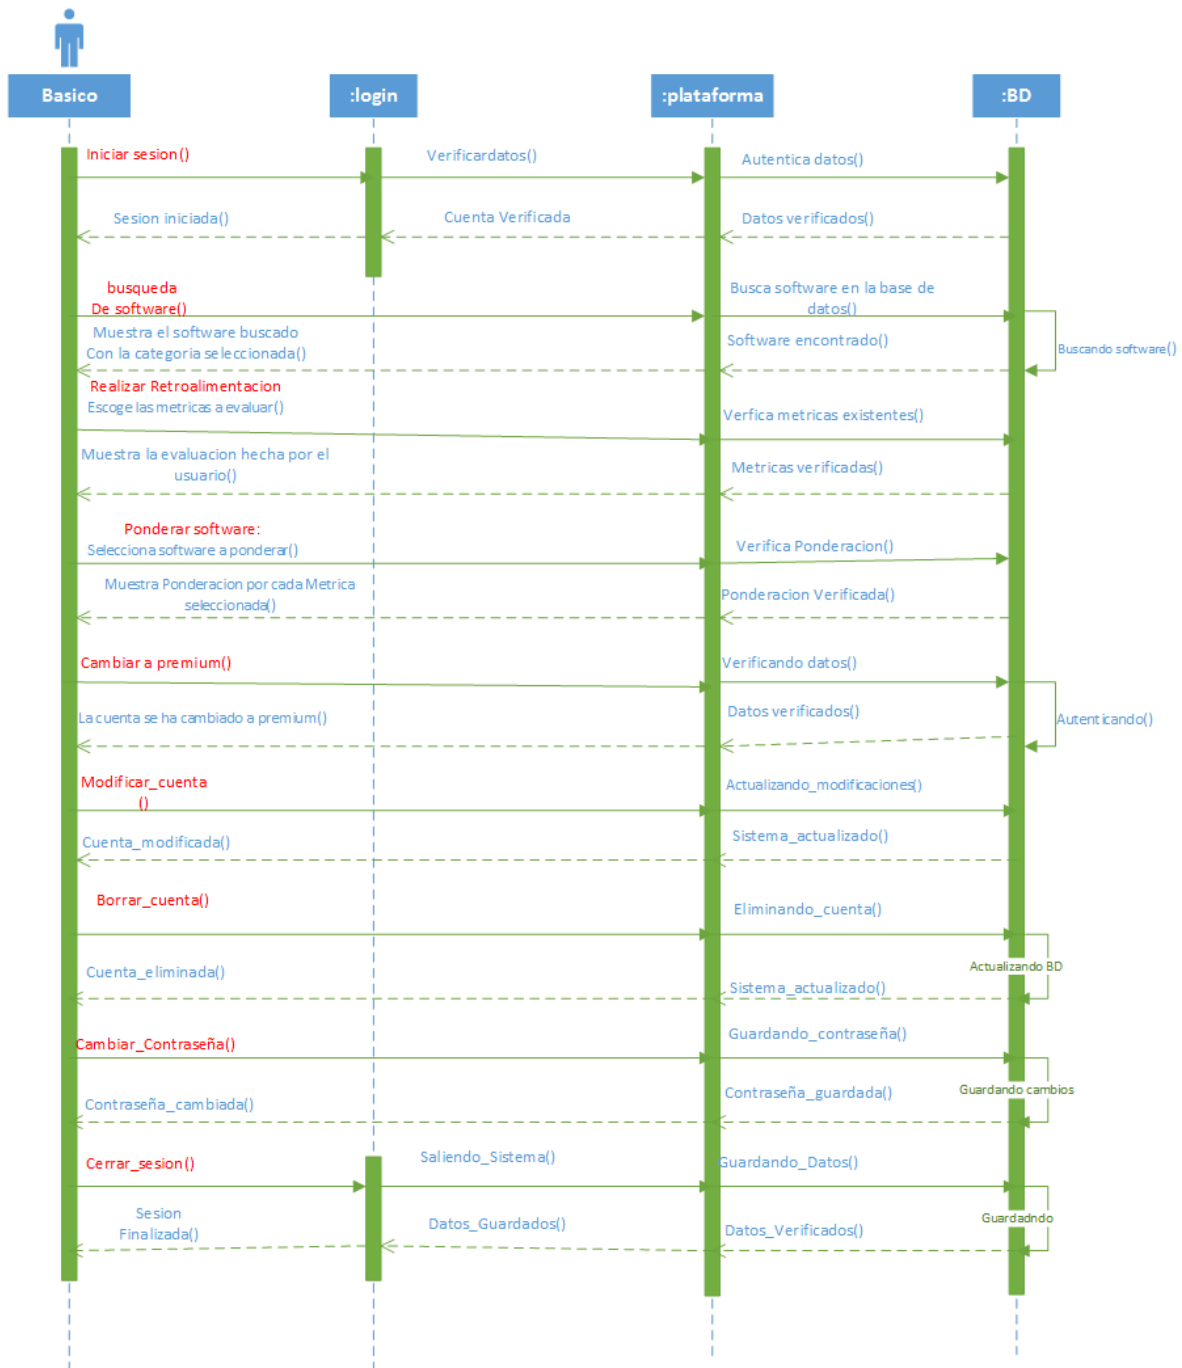 Basico
:login
:plataforma
:BD
Iniciar sesion()
Verificardatos()
Autentica datos()
Sesion iniciada()
Cuenta Verificada
Datos verificados()
busqueda
De software()
Busca software en la base de
datos()
Muestra el software buscado
Con la categoria seleccionada()
Software encontrado()
Buscando software()
Realizar Retroalimentacion
Escoge las metricas a evaluar()
Verfica metricas existentes()
Muestra la evaluacion hecha por el
usuario()
Metricas verificadas()
Ponderar software:
Selecciona software a ponderar()
Verifica Ponderacion()
Muestra Ponderacion por cada Metrica
seleccionada()
Ponderacion Verificada()
Cambiar a premium()
Verificando datos()
La cuenta se ha cambiado a premium()
Datos verificados()
Autenticando()
Modificar_cuenta
()
Actualizando_modificaciones()
Cuenta_modificada()
Sistema_actualizado()
Borrar_cuenta()
Eliminando_cuenta()
Actualizando BD
Cuenta_eliminada()
Sistema_actualizado()
Cambiar_Contraseña()
Guardando_contraseña()
Guardando cambios
Contraseña_cambiada()
Contraseña_guardada()
Cerrar_sesion()
Saliendo_Sistema()
Guardando_Datos()
Guardadndo
Sesion
Finalizada()
Datos_Guardados()
Datos_Verificados()